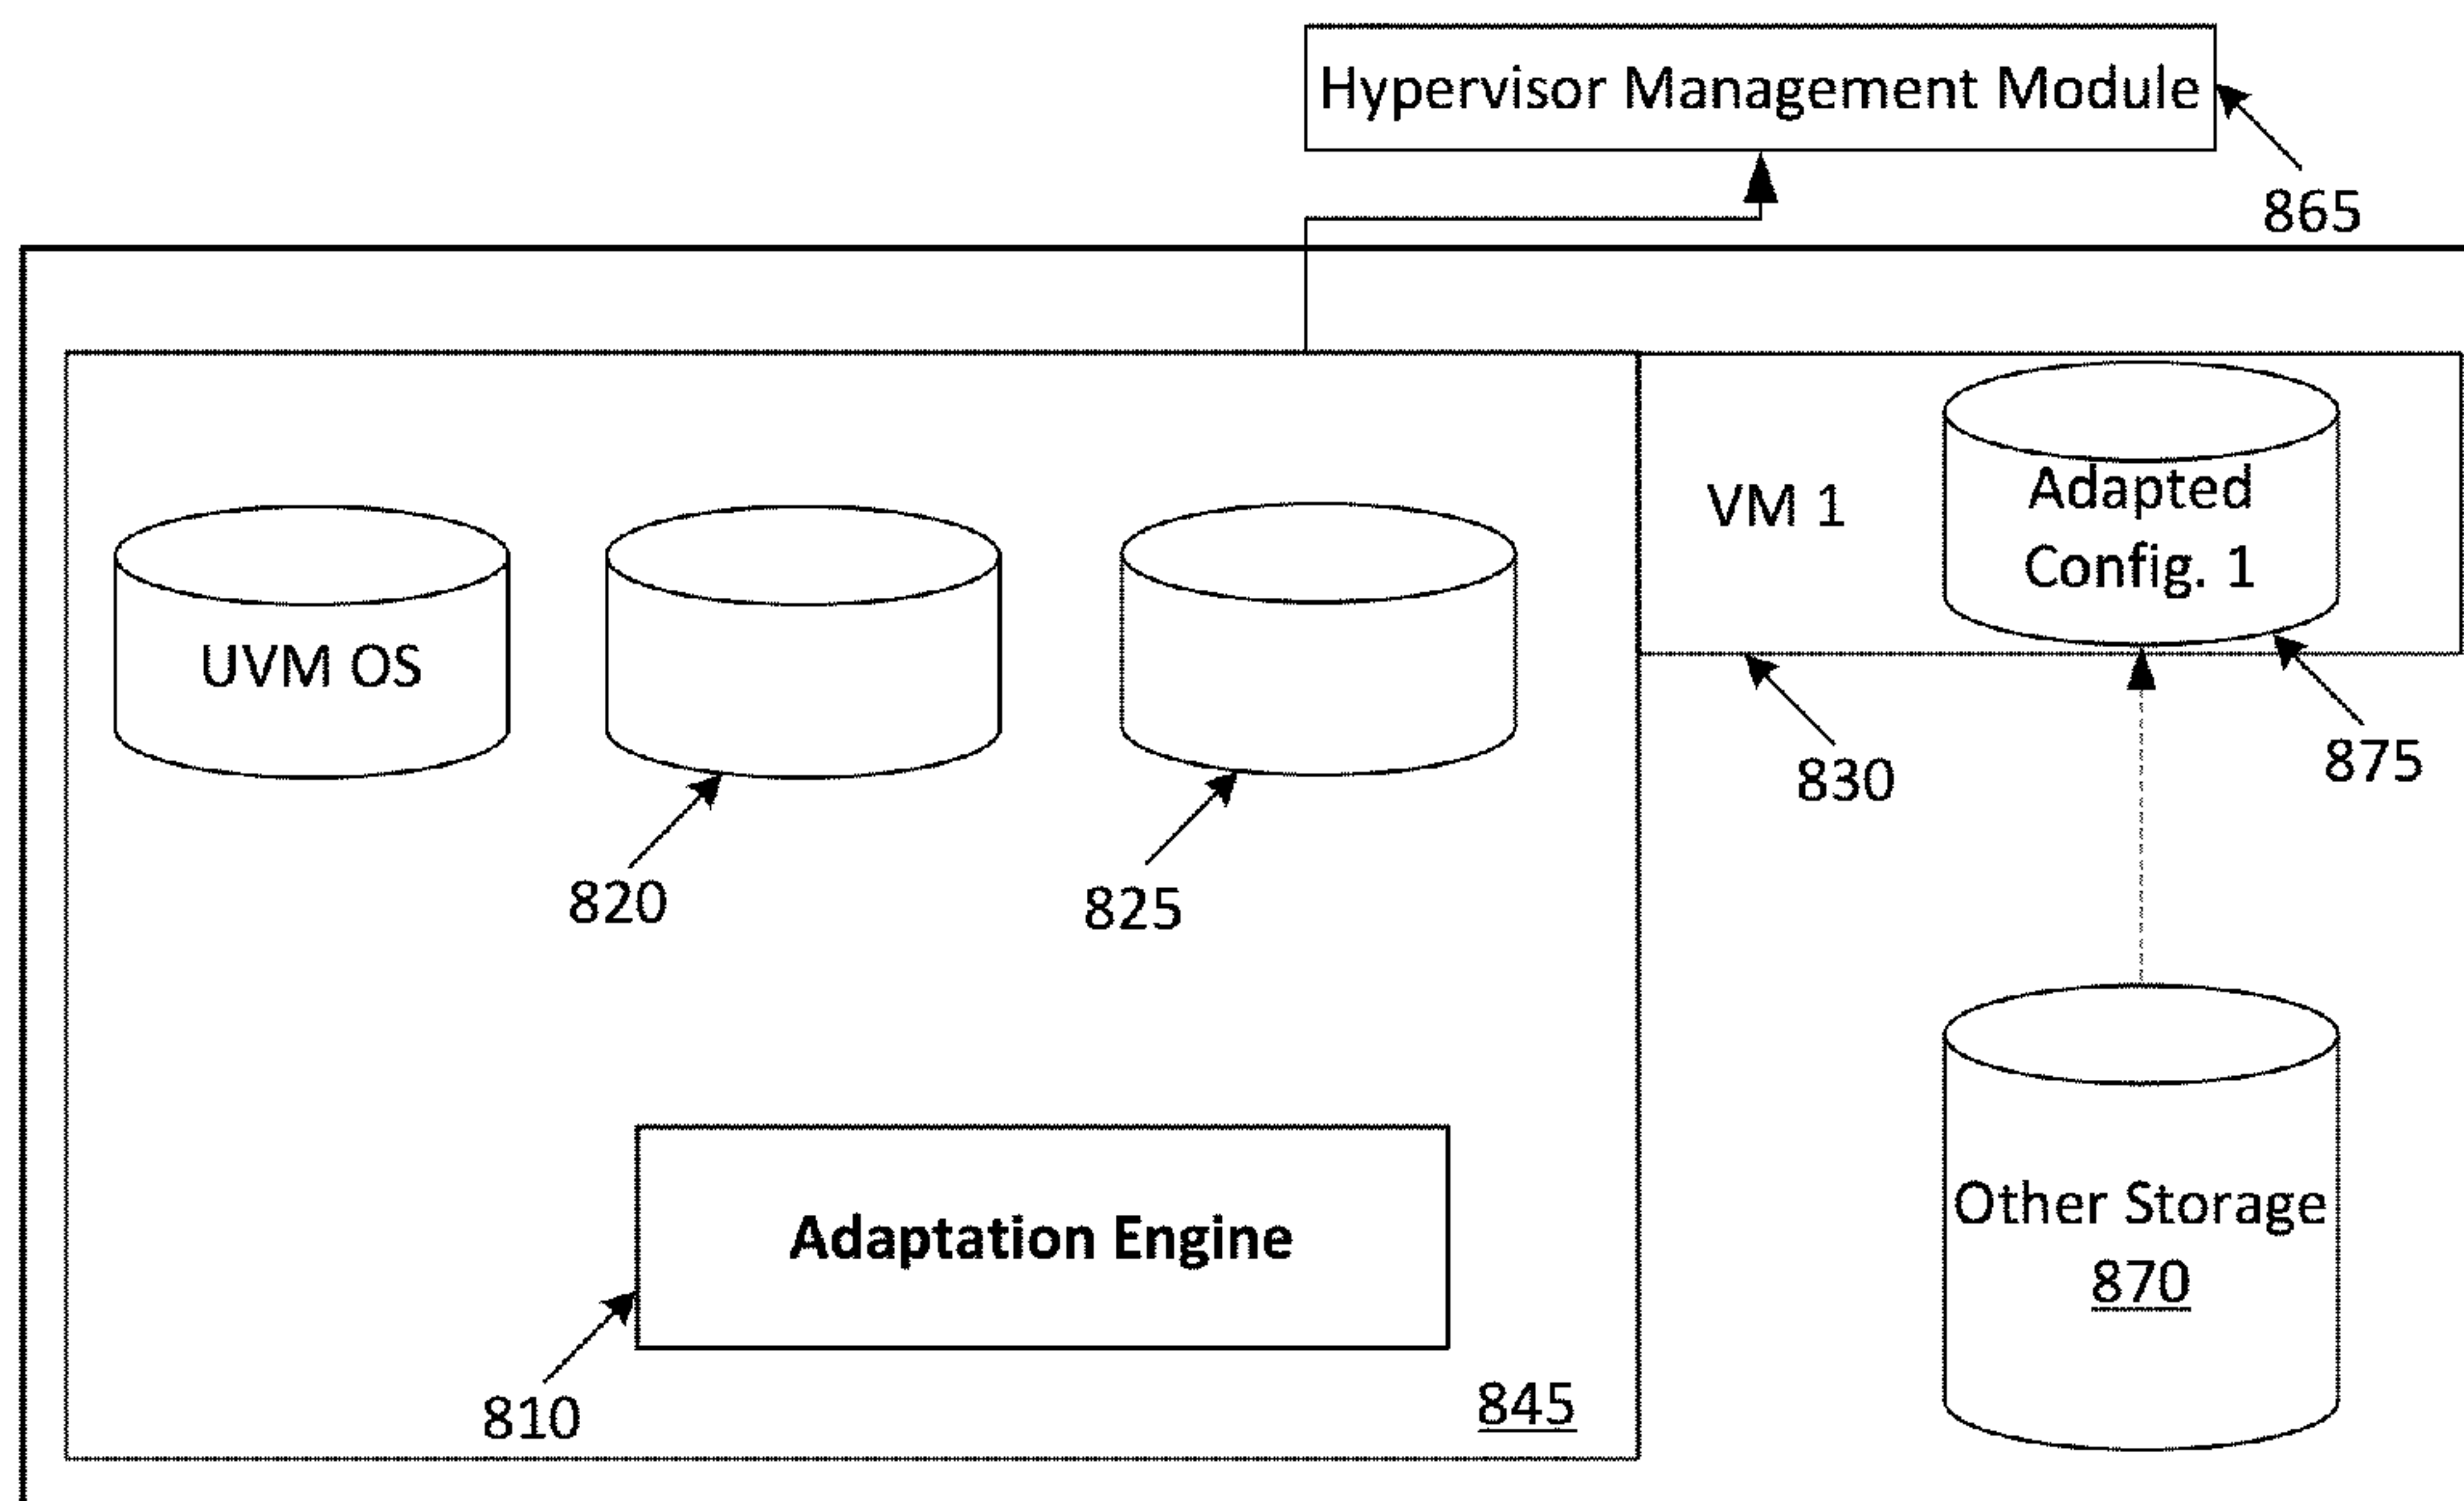 Hypervisor Management Module
865
VM 1
Adapted
Config. 1
UVM OS
830
875
820
825
Other Storage
870
Adaptation Engine
810
845